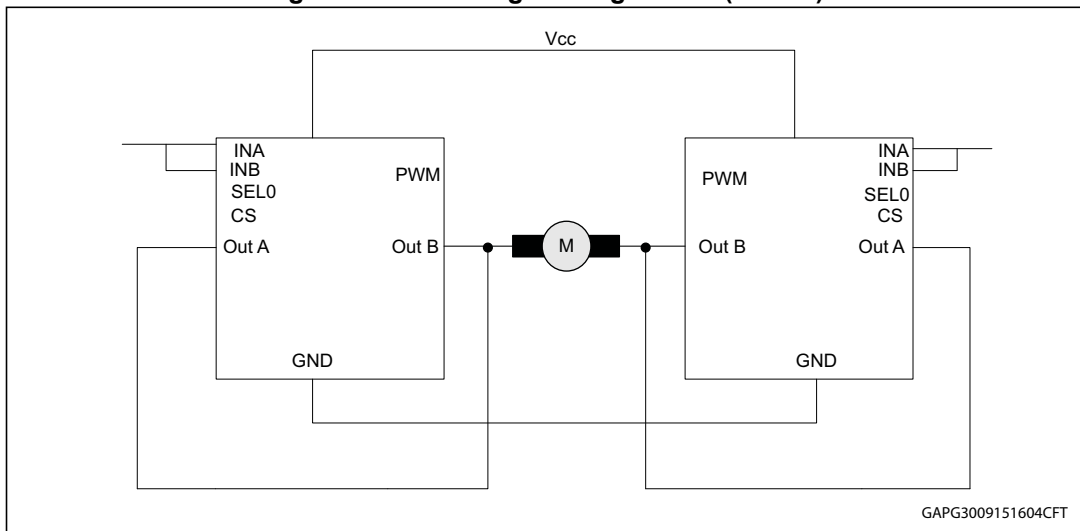 Vcc
INA
INB
SEL0
CS
Out A
PWM
Out B
GND
M
PWM
Out B
INA
INB
SEL0
CS
Out A
GND
GAPG3009151604CFT